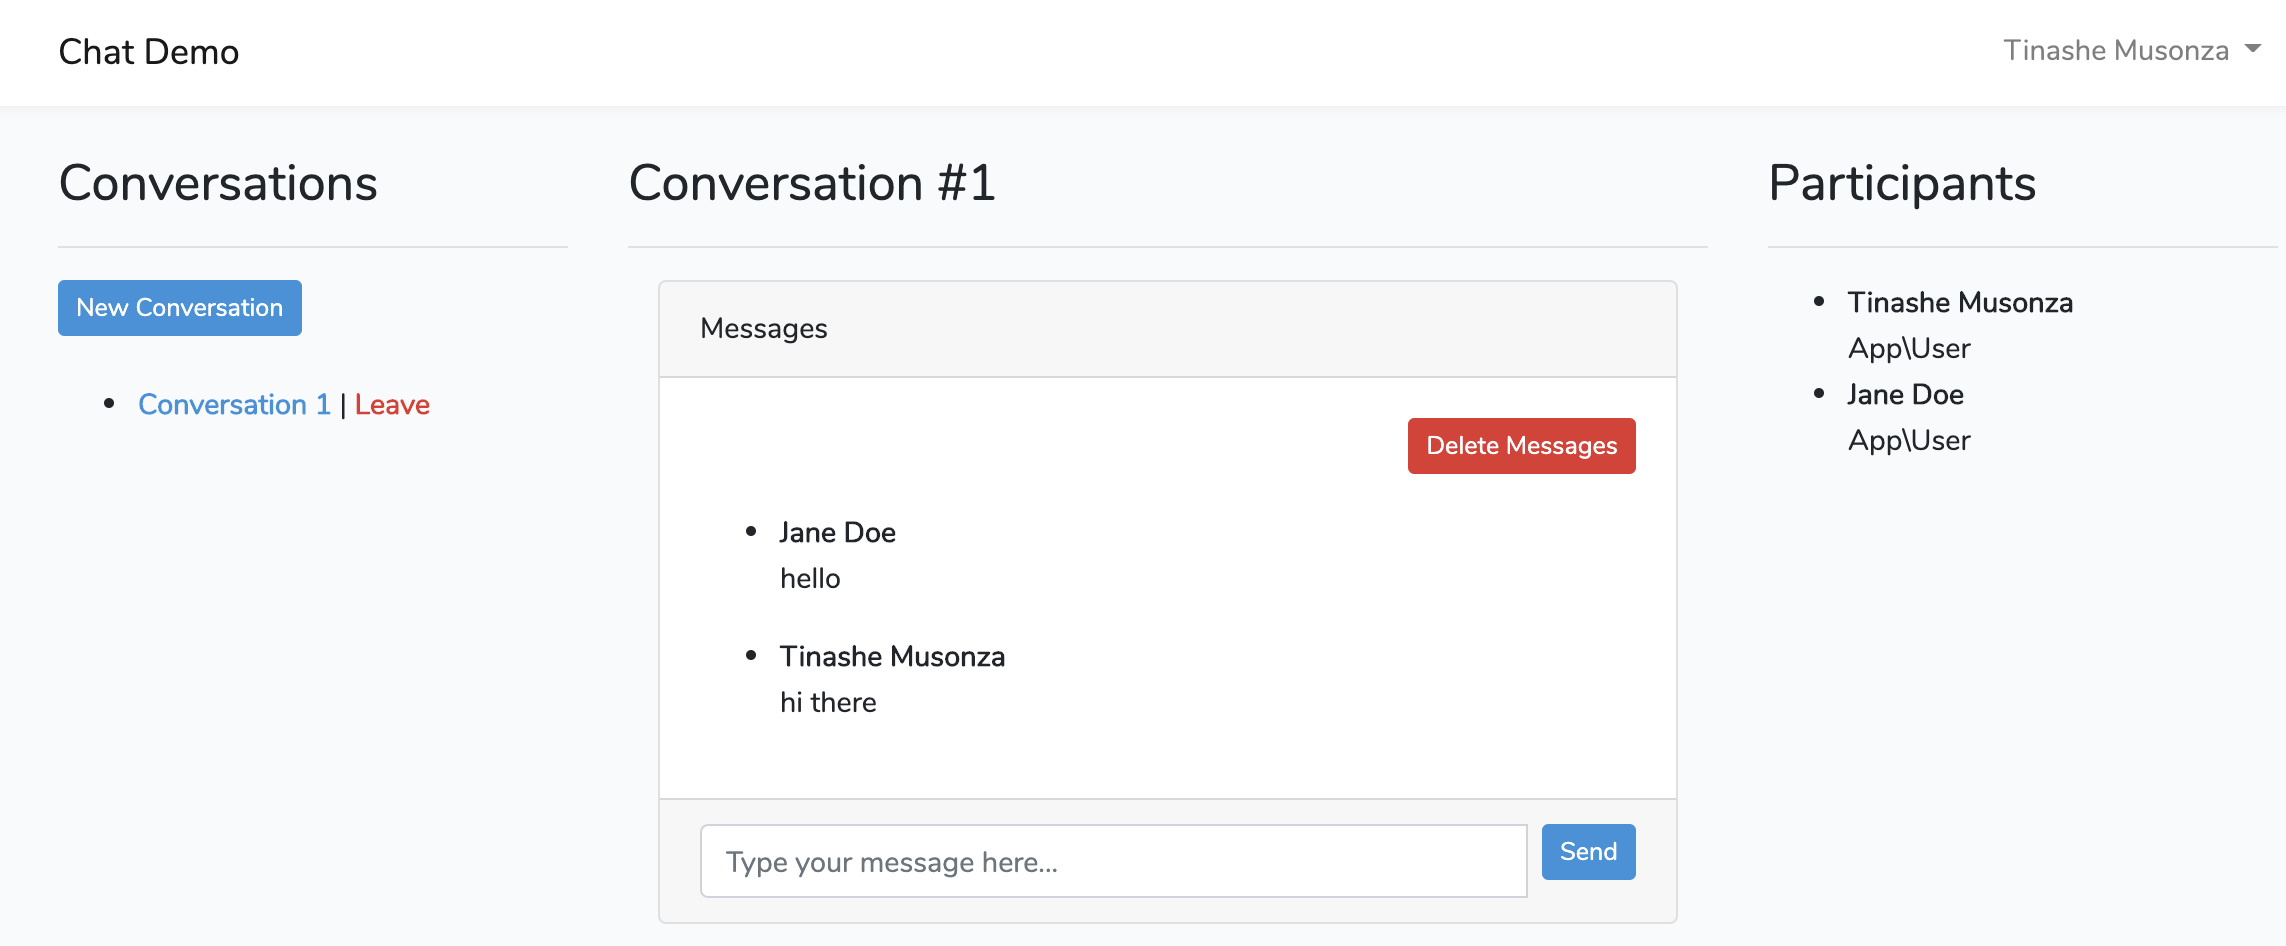 Chat Demo
Tinashe Musonza
Conversations
New Conversation
Conversation 1 | Leave
Conversation #1
Messages
Delete Messages
Jane Doe
hello
Tinashe Musonza
hi there
Type your message here...
Send
Participants
Tinashe Musonza
App\User
Jane Doe
App\User